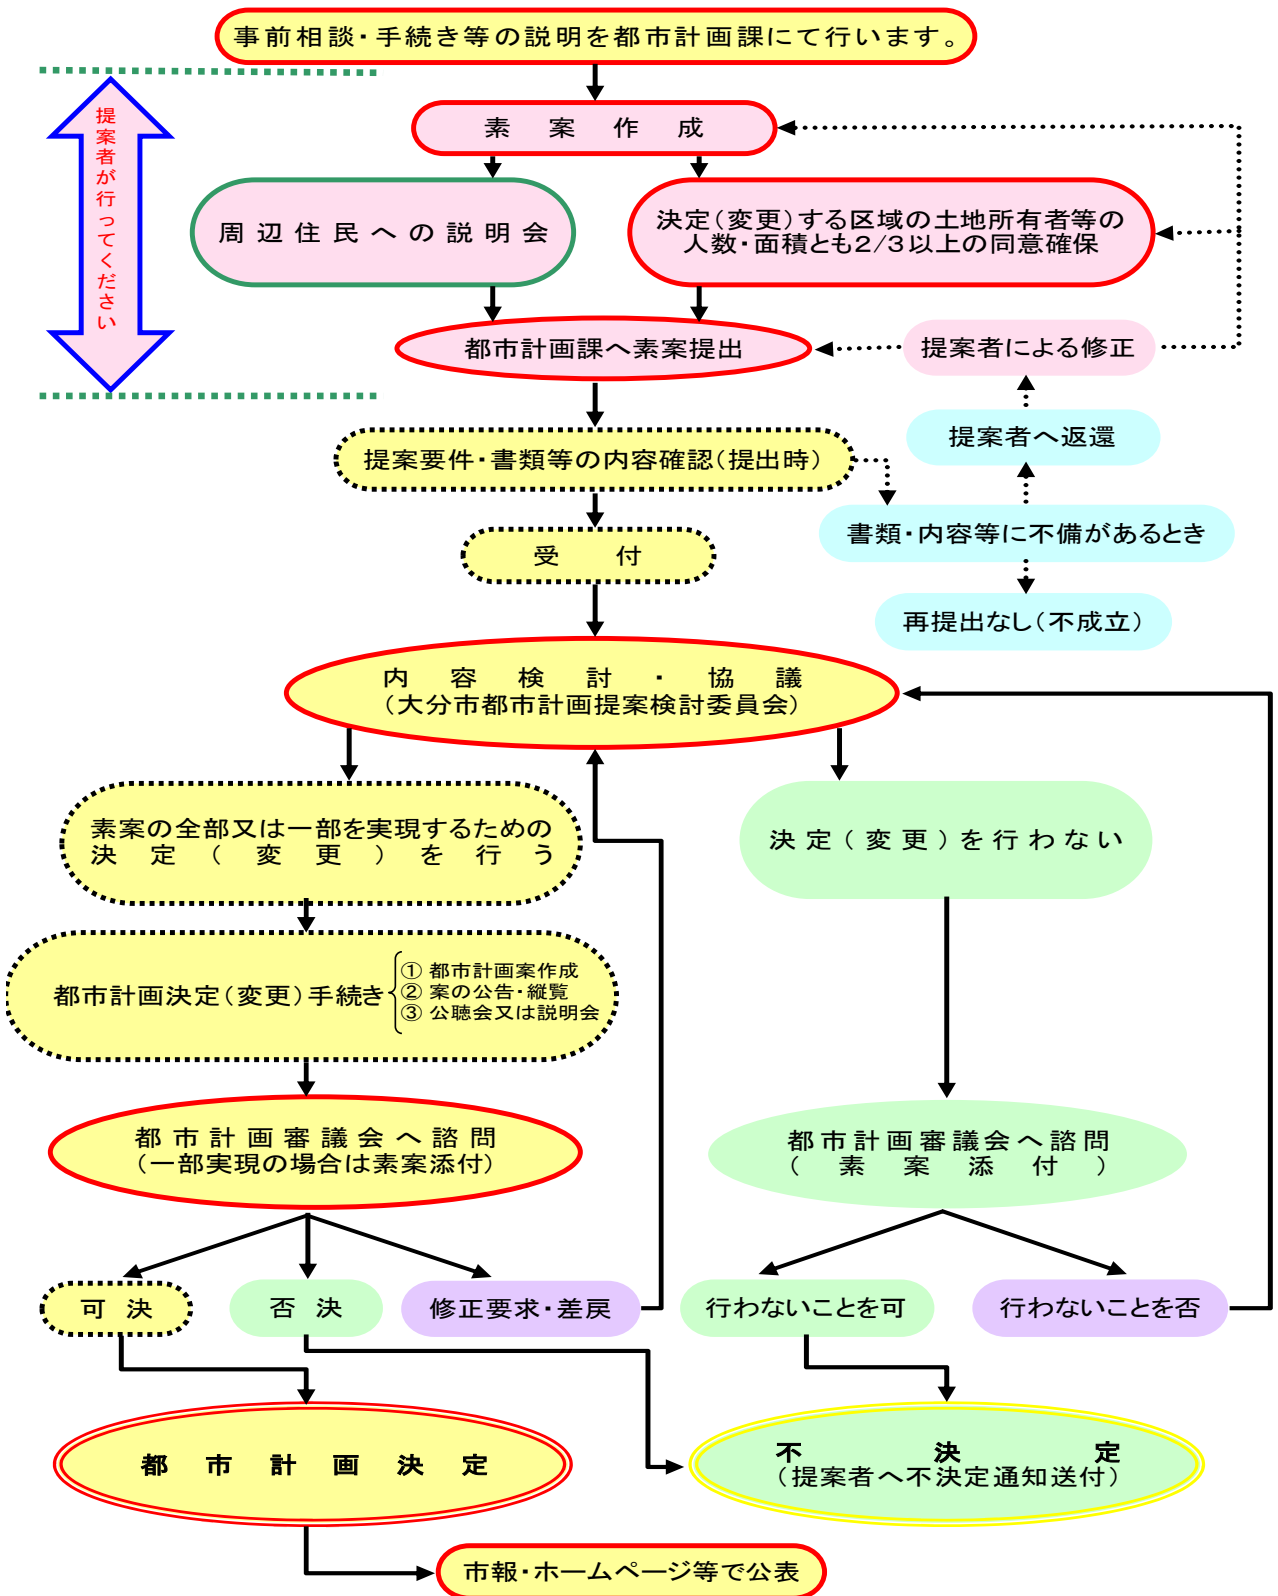 事前相談・手続き等の説明を都市計画課にて行います。
提案者が行ってください
素案作成
周辺住民への説明会
決定(変更)する区域の土地所有者等の
人数・面積とも2/3以上の同意確保
都市計画課へ素案提出
提案者による修正
提案者へ返還
提案要件・書類等の内容確認(提出時)
書類・内容等に不備があるとき
受付
再提出なし(不成立)
内容検討・協議
(大分市都市計画提案検討委員会)
素案の全部又は一部を実現するための
決定(変更)を行う
決定(変更)を行わない
都市計画決定(変更)手続き
① 都市計画案作成
② 案の公告・縦覧
③ 公聴会又は説明会
都市計画審議会へ諮問
(一部実現の場合は素案添付)
都市計画審議会へ諮問
(素案添付)
可決
否決
修正要求・差戻
行わないことを可
行わないことを否
都市計画決定
不決定
(提案者へ不決定通知送付)
市報・ホームページ等で公表